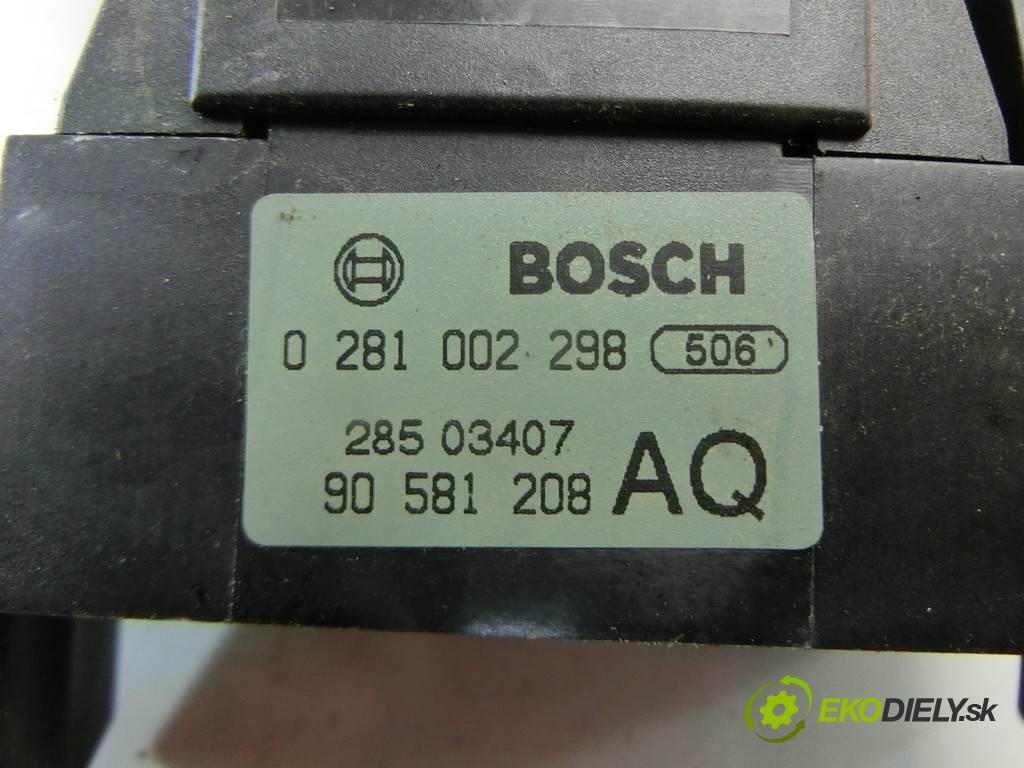 BOSCH
0 281 002 298 506
285 03407
90 581 208 AQ
EKODIELY.sk